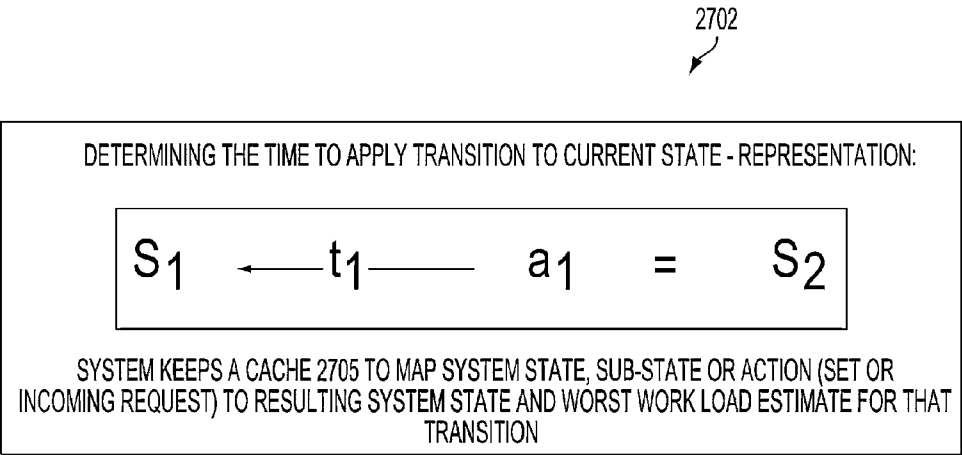 2702
DETERMINING THE TIME TO APPLY TRANSITION TO CURRENT STATE - REPRESENTATION:
S1 ← t1 — a1 = S2
SYSTEM KEEPS A CACHE 2705 TO MAP SYSTEM STATE, SUB-STATE OR ACTION (SET OR
INCOMING REQUEST) TO RESULTING SYSTEM STATE AND WORST WORK LOAD ESTIMATE FOR THAT
TRANSITION